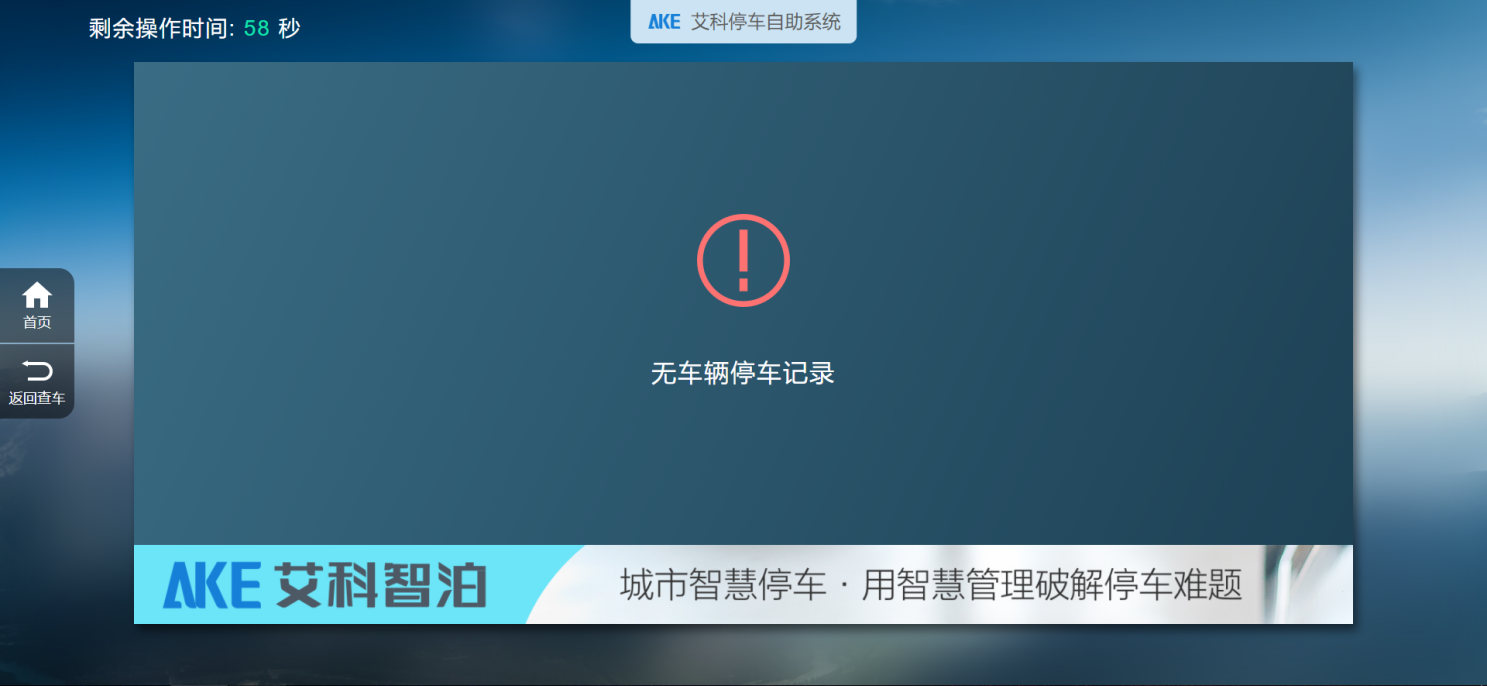 剩余操作时间: 58 秒
AKE 艾科停车自助系统
首页
返回查车
无车辆停车记录
AKE 艾科智泊
城市智慧停车·用智慧管理破解停车难题